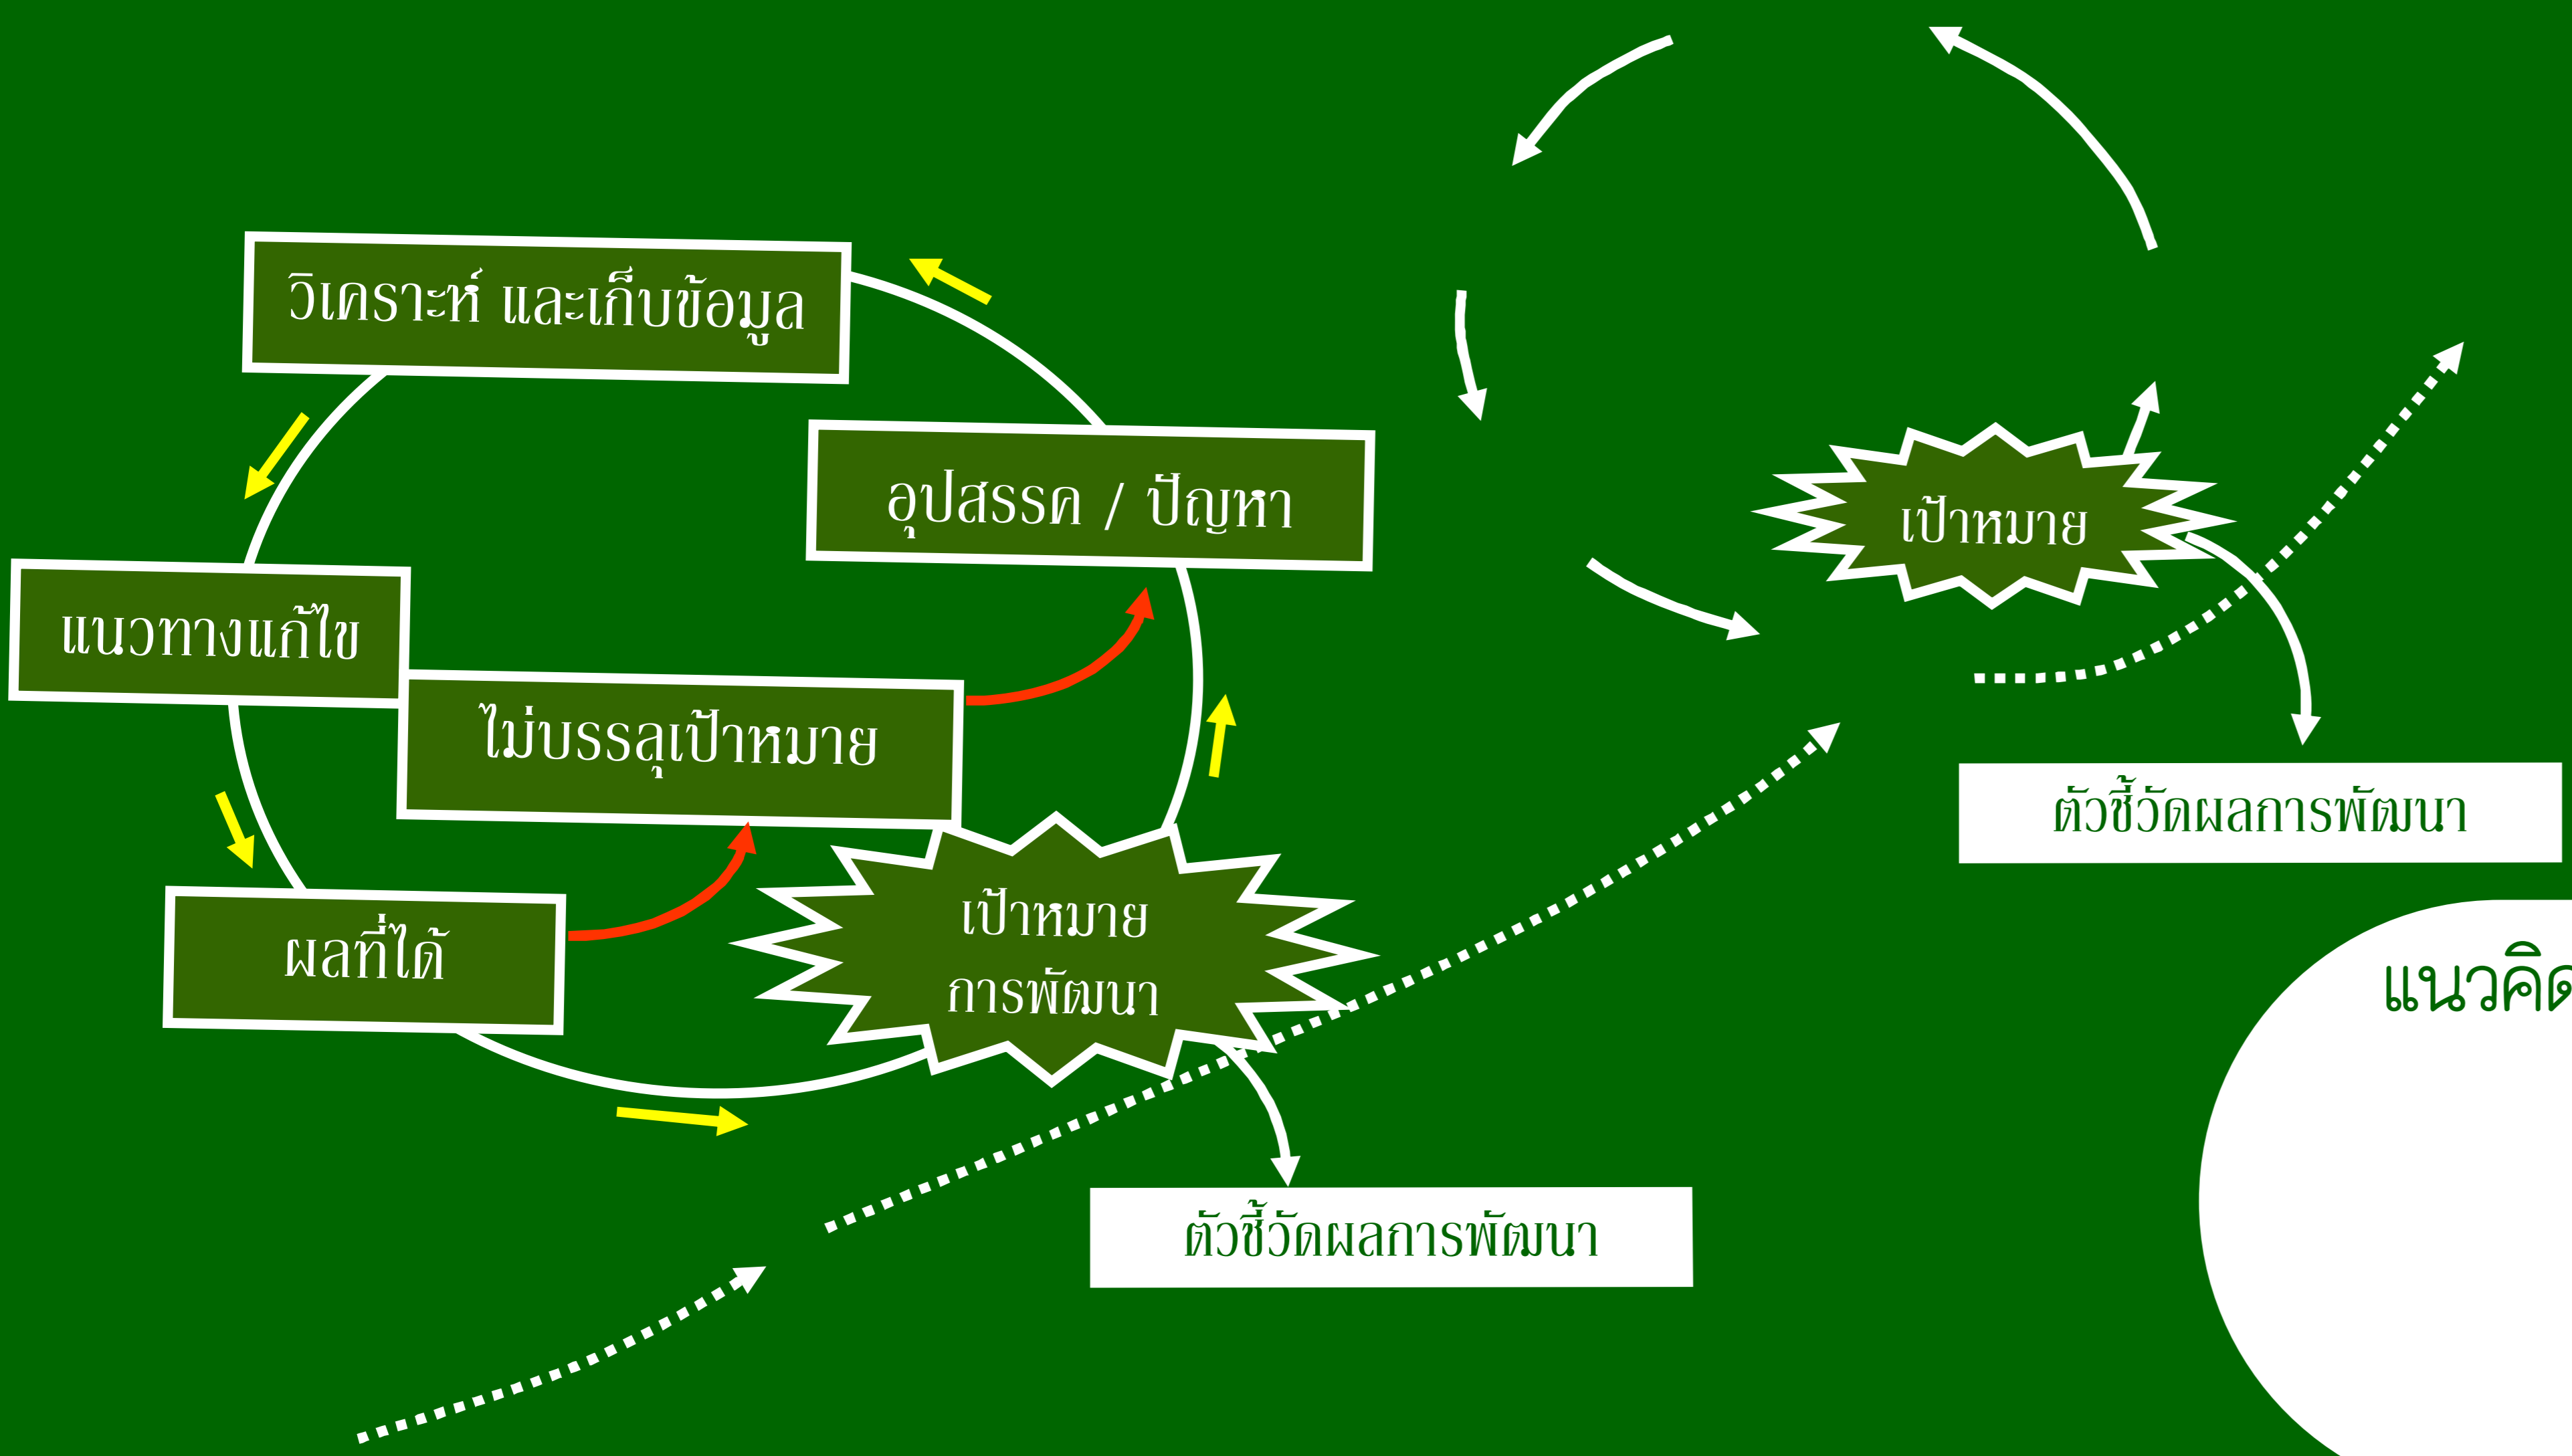 วิเคราะห์ และเก็บข้อมูล
อุปสรรค / ปัญหา
เป้าหมาย
แนวทางแก้ไข
ไม่บรรลุเป้าหมาย
ตัวชี้วัดผลการพัฒนา
ผลที่ได้
เป้าหมาย
การพัฒนา
แนวคิด
ตัวชี้วัดผลการพัฒนา